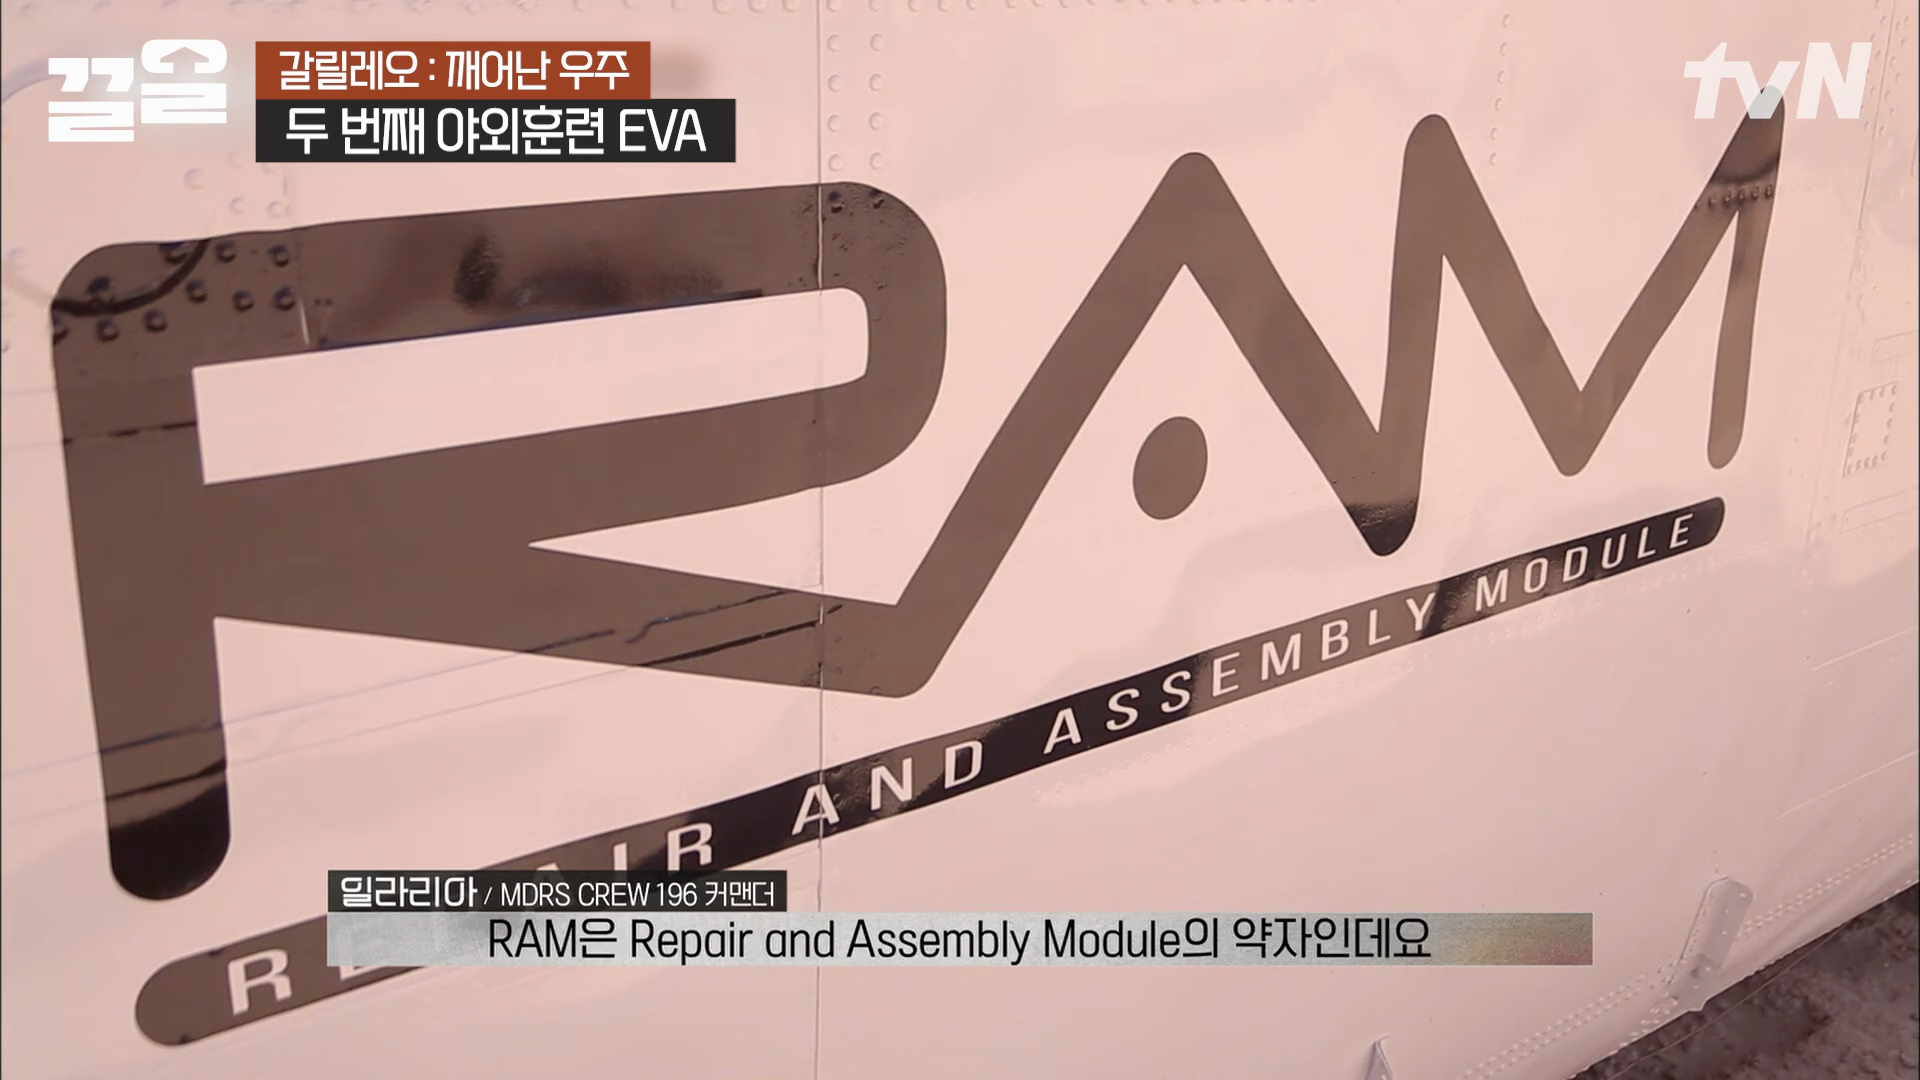 끌올
갈릴레오 : 깨어난 우주
두 번째 야외훈련 EVA
tvN
RAM
REPAIR AND ASSEMBLY MODULE
일라리아 / MDRS CREW 196 커맨더
RAM은 Repair and Assembly Module의 약자인데요